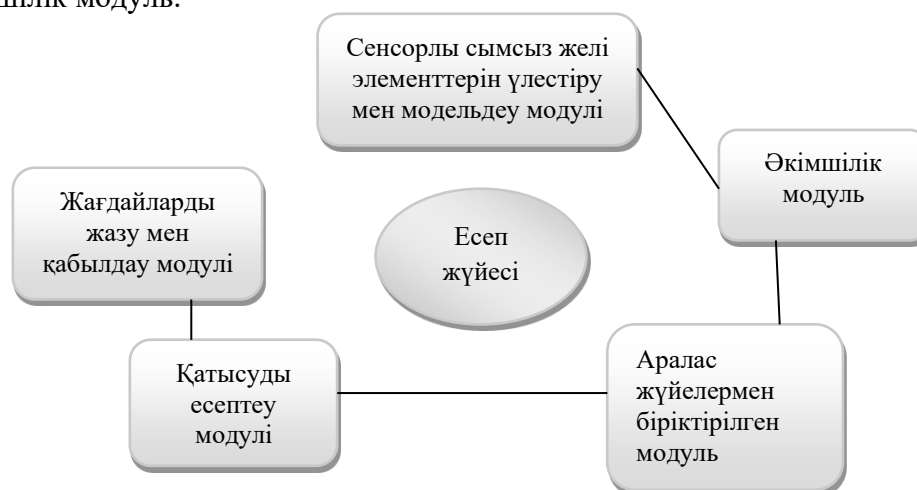 модуль.
Сенсорлы сымсыз желі
элементтерін үлестіру
мен модельдеу модулі
Әкімшілік
модуль
Жағдайларды
жазу мен
қабылдау модулі
Есеп
жүйесі
Қатысуды
есептеу
модулі
Аралас
жүйелермен
біріктірілген
модуль